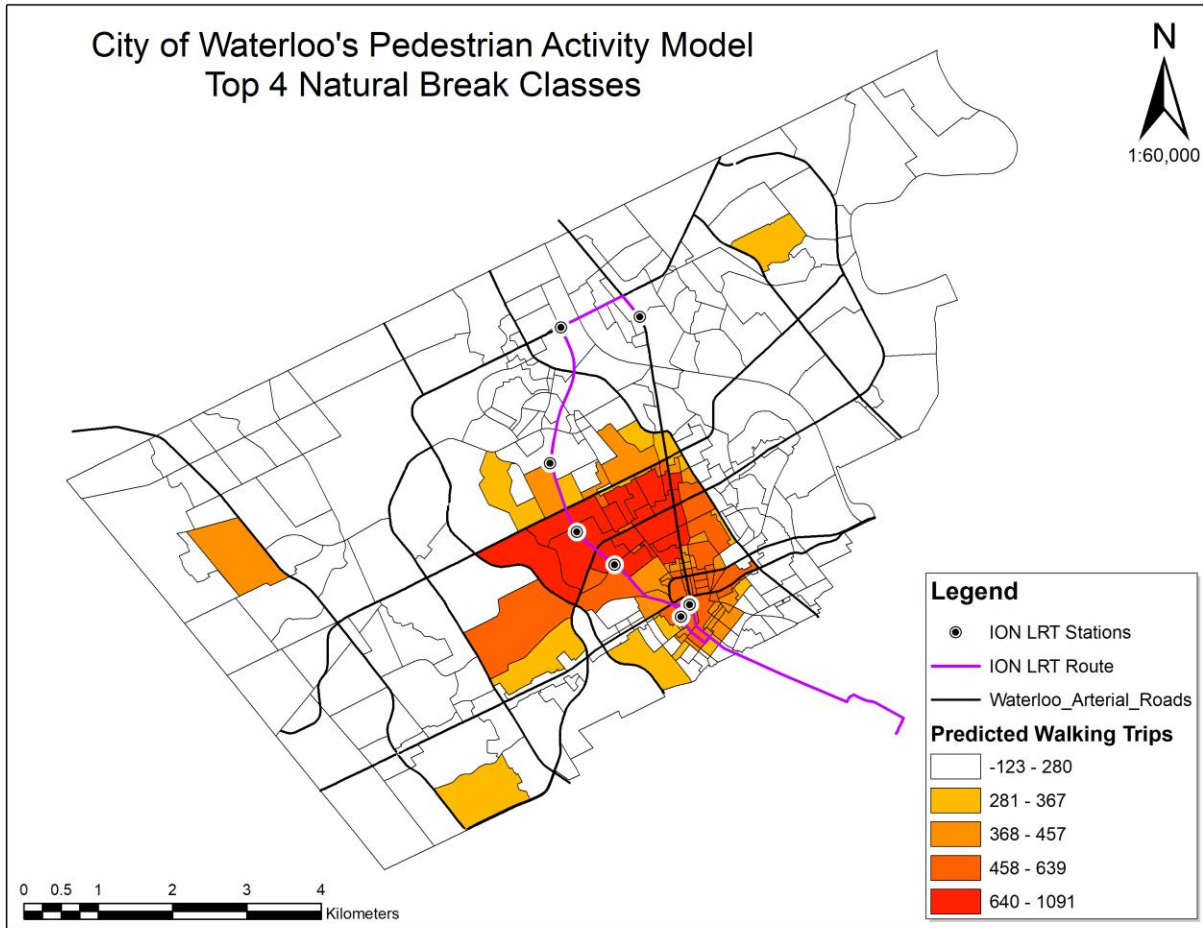 City of Waterloo's Pedestrian Activity Model
Top 4 Natural Break Classes
N
1:60,000
Legend
ION LRT Stations
ION LRT Route
Waterloo_Arterial_Roads
Predicted Walking Trips
-123 - 280
281 - 367
368 - 457
458 - 639
640 - 1091
0 0.5 1 2 3 4
Kilometers